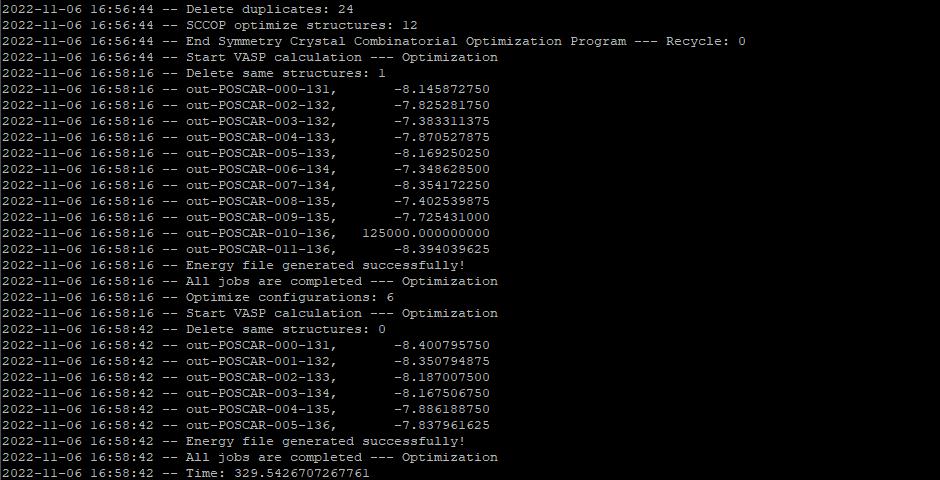 2022-11-06 16:56:44 -- Delete duplicates: 24
2022-11-06 16:56:44 -- SCCOP optimize structures: 12
2022-11-06 16:56:44 -- End Symmetry Crystal Combinatorial Optimization Program --- Recycle: 0
2022-11-06 16:56:44 -- Start VASP calculation --- Optimization
2022-11-06 16:58:16 -- Delete same structures: 1
2022-11-06 16:58:16 -- out-POSCAR-000-131, -8.145872750
2022-11-06 16:58:16 -- out-POSCAR-002-132, -7.825281750
2022-11-06 16:58:16 -- out-POSCAR-003-132, -7.383311375
2022-11-06 16:58:16 -- out-POSCAR-004-133, -7.870527875
2022-11-06 16:58:16 -- out-POSCAR-005-133, -8.169250250
2022-11-06 16:58:16 -- out-POSCAR-006-134, -7.348628500
2022-11-06 16:58:16 -- out-POSCAR-007-134, -8.354172250
2022-11-06 16:58:16 -- out-POSCAR-008-135, -7.402539875
2022-11-06 16:58:16 -- out-POSCAR-009-135, -7.725431000
2022-11-06 16:58:16 -- out-POSCAR-010-136, 125000.000000000
2022-11-06 16:58:16 -- out-POSCAR-011-136, -8.394039625
2022-11-06 16:58:16 -- Energy file generated successfully!
2022-11-06 16:58:16 -- All jobs are completed --- Optimization
2022-11-06 16:58:16 -- Optimize configurations: 6
2022-11-06 16:58:16 -- Start VASP calculation --- Optimization
2022-11-06 16:58:42 -- Delete same structures: 0
2022-11-06 16:58:42 -- out-POSCAR-000-131, -8.400795750
2022-11-06 16:58:42 -- out-POSCAR-001-132, -8.350794875
2022-11-06 16:58:42 -- out-POSCAR-002-133, -8.187007500
2022-11-06 16:58:42 -- out-POSCAR-003-134, -8.167506750
2022-11-06 16:58:42 -- out-POSCAR-004-135, -7.886188750
2022-11-06 16:58:42 -- out-POSCAR-005-136, -7.837961625
2022-11-06 16:58:42 -- Energy file generated successfully!
2022-11-06 16:58:42 -- All jobs are completed --- Optimization
2022-11-06 16:58:42 -- Time: 329.5426707267761